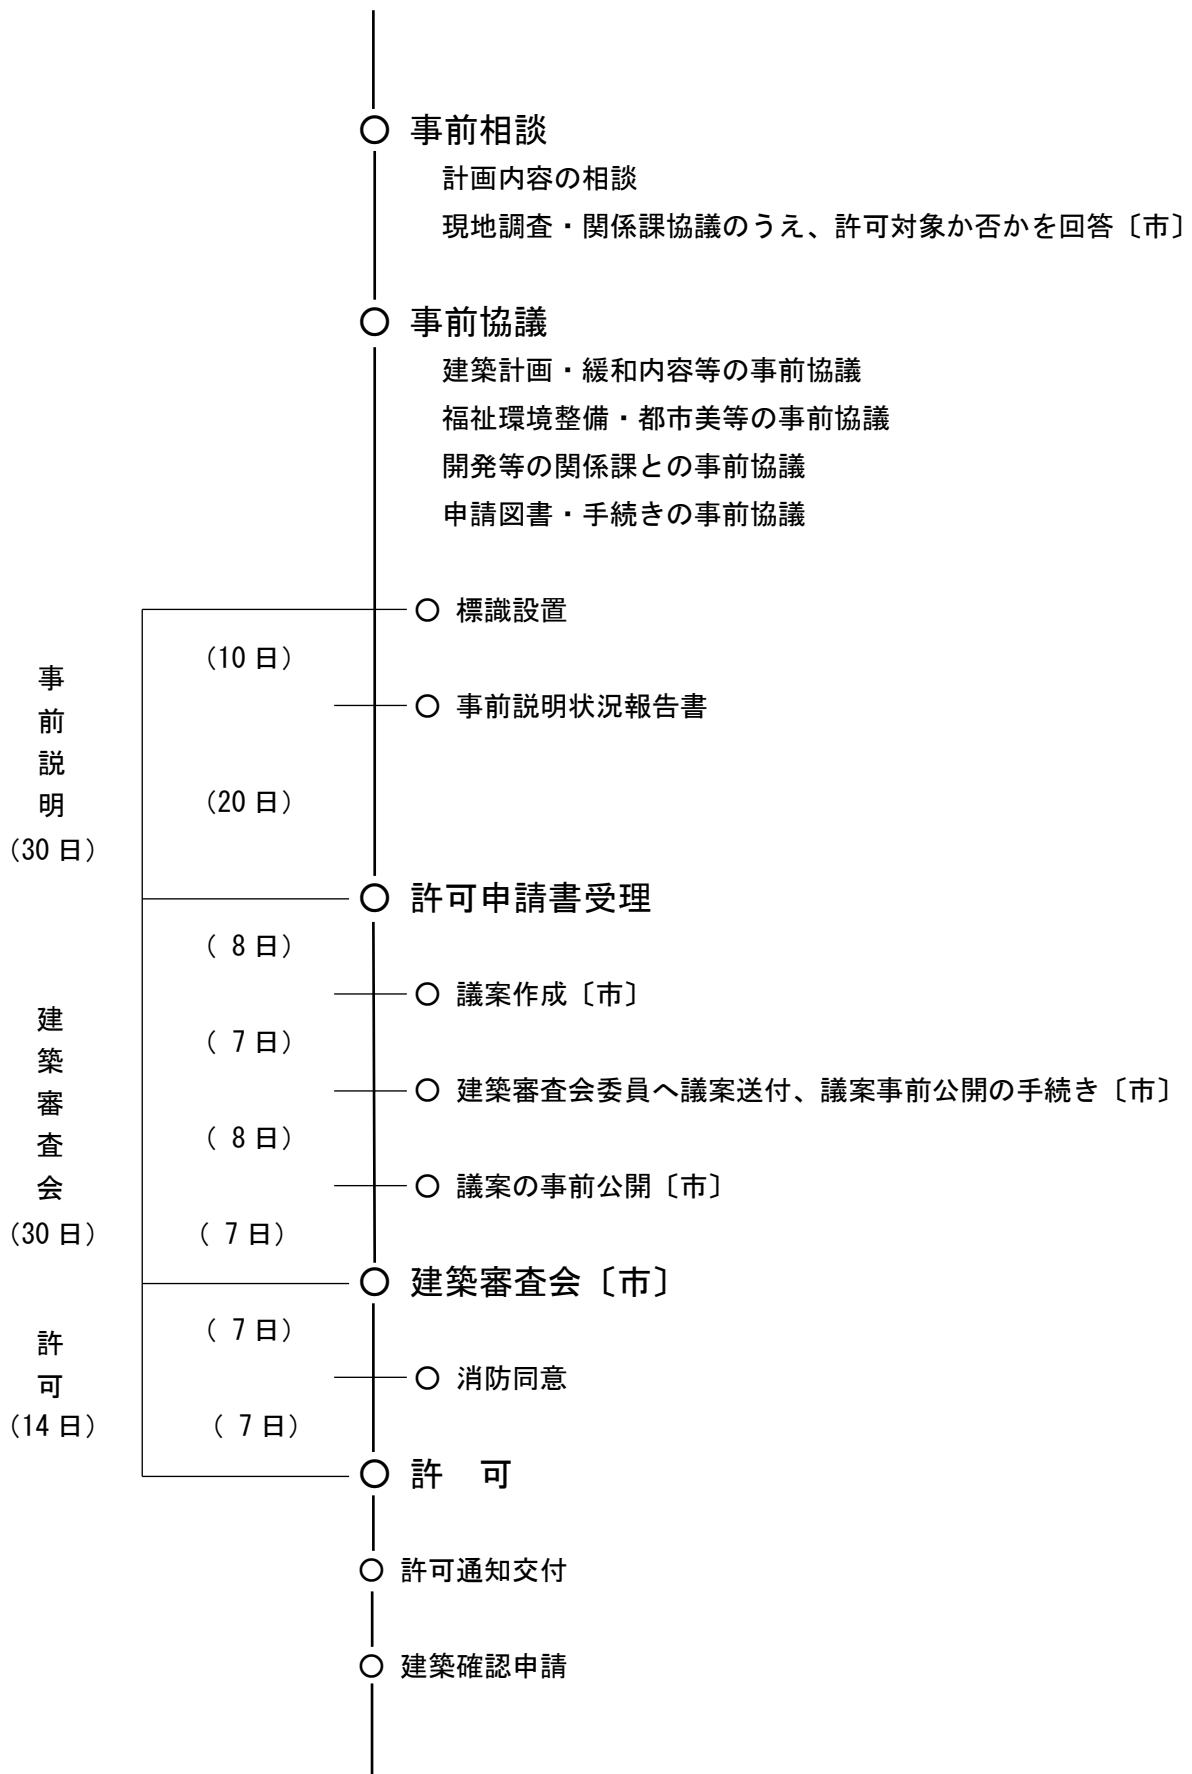 ○ 事前相談
計画内容の相談
現地調査・関係課協議のうえ、許可対象か否かを回答〔市〕
○ 事前協議
建築計画・緩和内容等の事前協議
福祉環境整備・都市美等の事前協議
開発等の関係課との事前協議
申請図書・手続きの事前協議
○ 標識設置
(10日)
事前説明
(30日)
○ 事前説明状況報告書
(20日)
○ 許可申請書受理
( 8日)
○ 議案作成〔市〕
建築審査会
(30日)
( 7日)
○ 建築審査会委員へ議案送付、議案事前公開の手続き〔市〕
( 8日)
○ 議案の事前公開〔市〕
( 7日)
○ 建築審査会〔市〕
( 7日)
許可
(14日)
○ 消防同意
( 7日)
○ 許　可
○ 許可通知交付
○ 建築確認申請